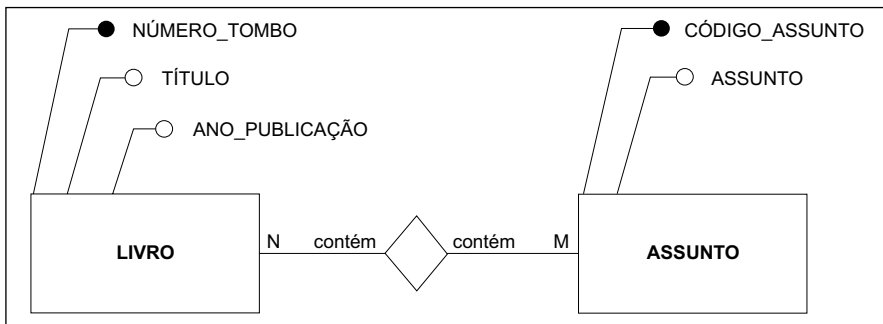 NÚMERO_TOMBO
TÍTULO
ANO_PUBLICAÇÃO
CÓDIGO_ASSUNTO
ASSUNTO
LIVRO
N contém contém M
ASSUNTO